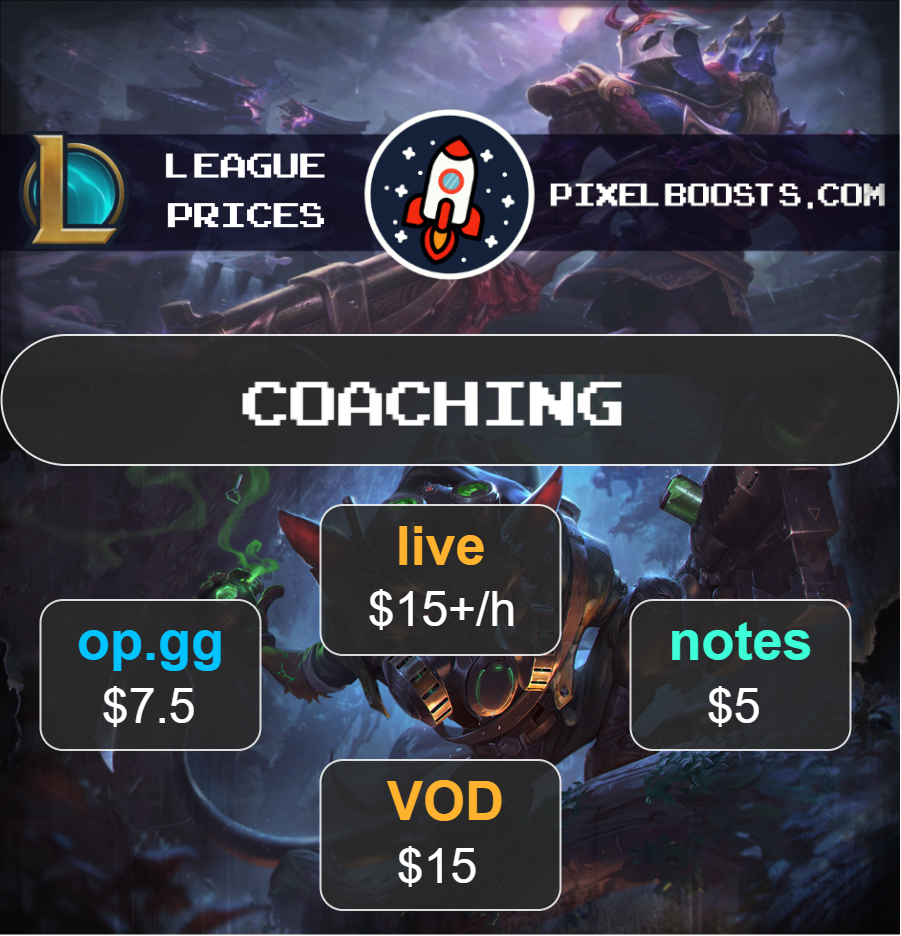 LEAGUE
PRICES
PIXELBOOSTS.COM
COACHING
live
$15+/h
op.gg
$7.5
notes
$5
VOD
$15